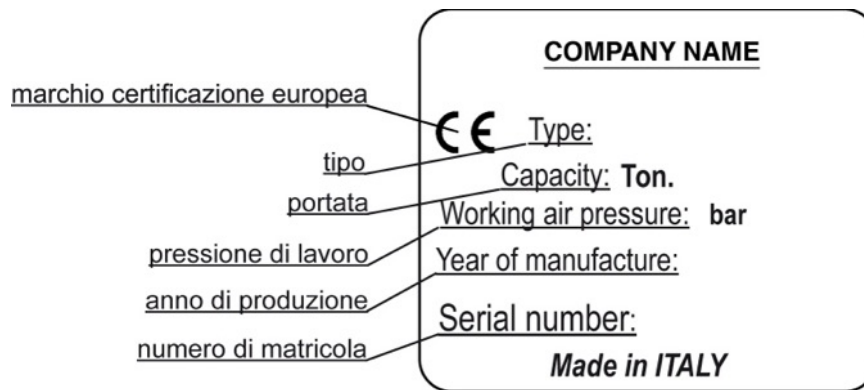 COMPANY NAME
marchio certificazione europea
CE Type:
tipo
Capacity: Ton.
portata
Working air pressure: bar
pressione di lavoro
Year of manufacture:
anno di produzione
Serial number:
numero di matricola
Made in ITALY